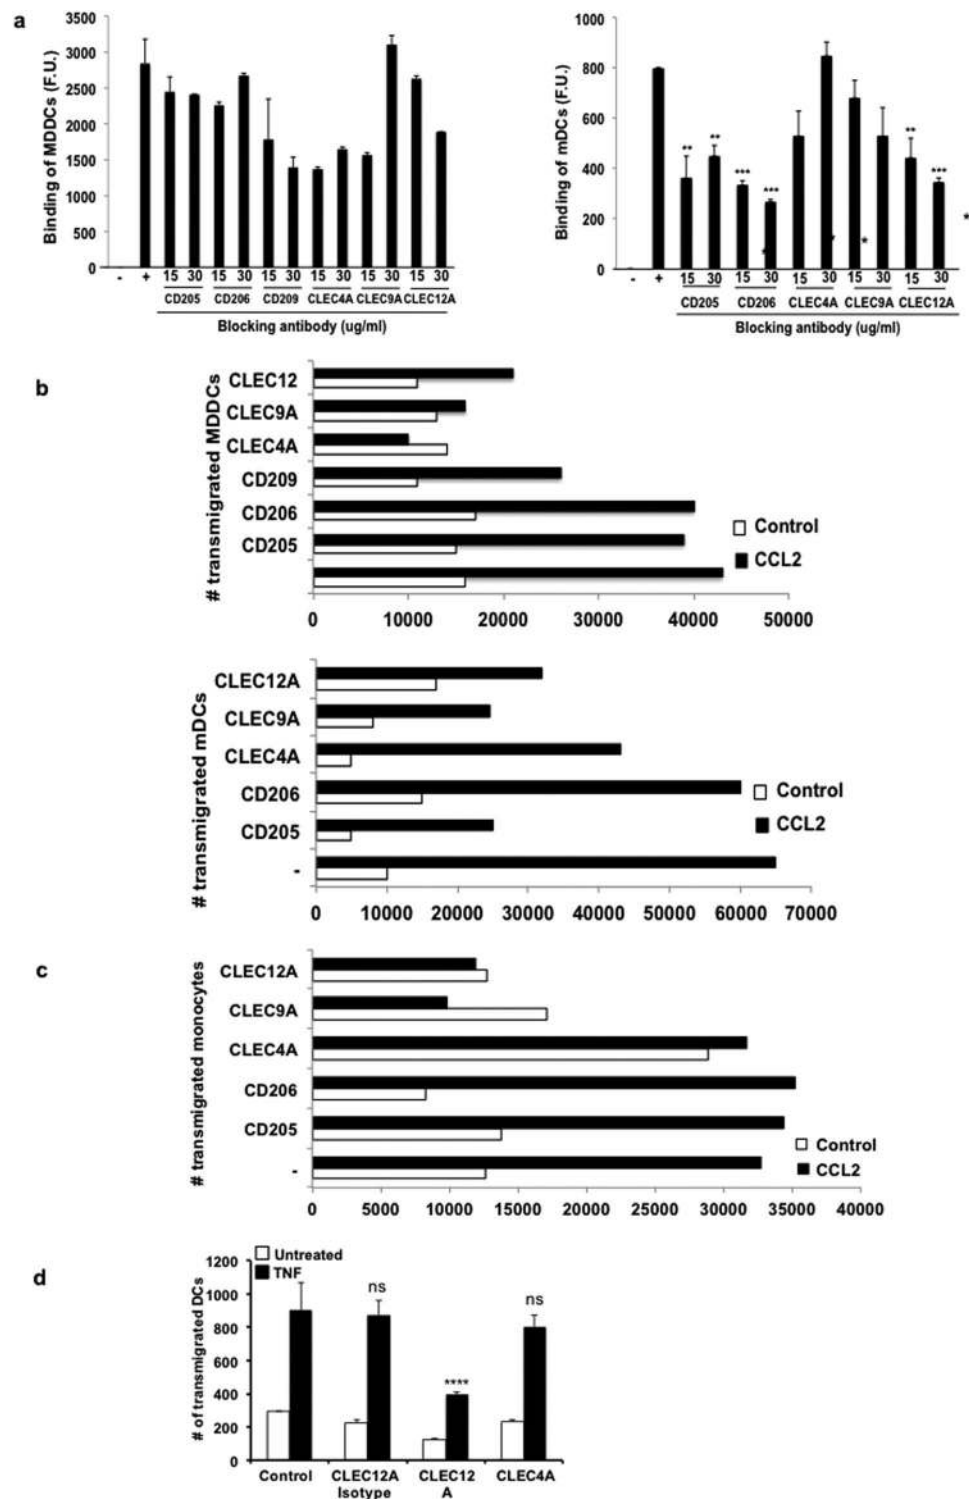 a
Binding of MDDCs (F.U.)
3500
3000
2500
2000
1500
1000
500
0
- + 15 30 15 30 15 30 15 30 15 30 15 30
CD205 CD206 CD209 CLEC4A CLEC9A CLEC12A
Blocking antibody (ug/ml)
Binding of mDCs (F.U.)
1000
800
600
400
200
0
** ** *** *** ** ***
* * * *
- + 15 30 15 30 15 30 15 30 15 30
CD205 CD206 CLEC4A CLEC9A CLEC12A
Blocking antibody (ug/ml)
b
# transmigrated MDDCs
CLEC12
CLEC9A
CLEC4A
CD209
CD206
CD205
Control
CCL2
0 10000 20000 30000 40000 50000
# transmigrated mDCs
CLEC12A
CLEC9A
CLEC4A
CD206
CD205
-
Control
CCL2
0 10000 20000 30000 40000 50000 60000 70000
c
# transmigrated monocytes
CLEC12A
CLEC9A
CLEC4A
CD206
CD205
-
Control
CCL2
0 5000 10000 15000 20000 25000 30000 35000 40000
d
# of transmigrated DCs
Untreated
TNF
1200
1000
800
600
400
200
0
ns **** ns
Control CLEC12A CLEC12 CLEC4A
Isotype A